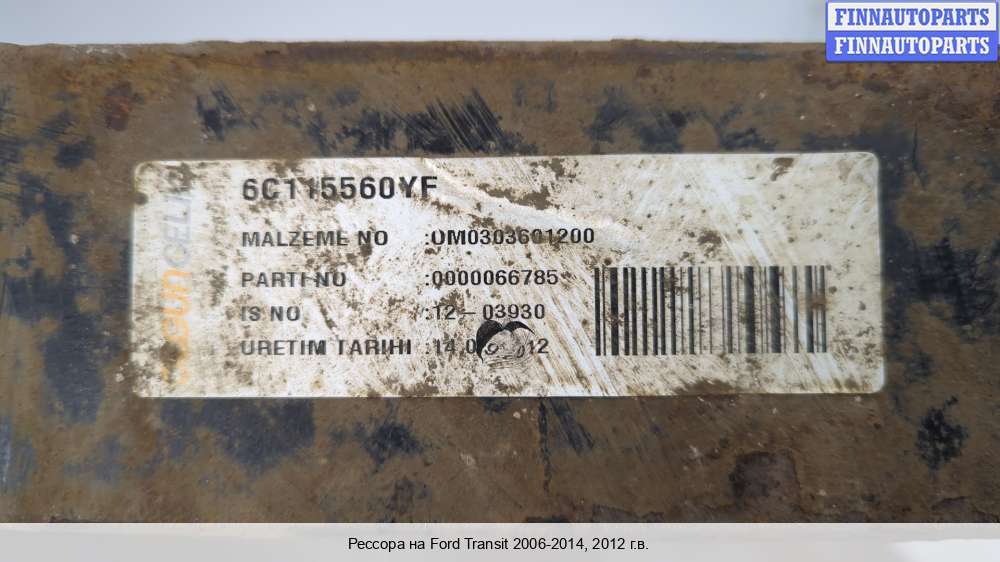 FINNAUTOPARTS
FINNAUTOPARTS
6C115560YF
MALZEME NO :OM0303601200
PARTI NO :0000066785
IS NO :12-03930
URETIM TARIHI
Рессора на Ford Transit 2006-2014, 2012 г.в.